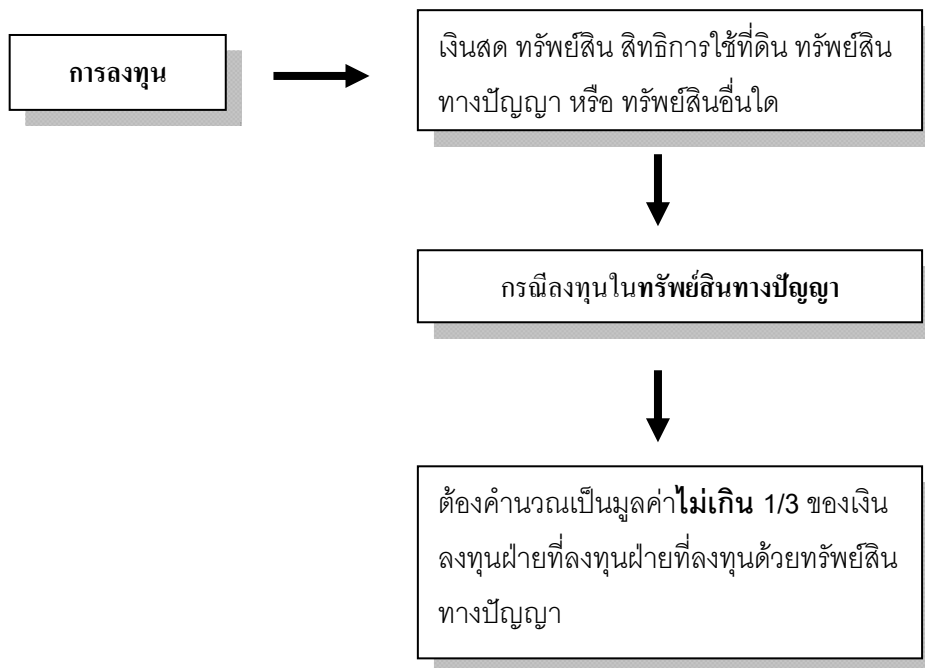 การลงทุน
เงินสด ทรัพย์สิน สิทธิการใช้ที่ดิน ทรัพย์สิน
ทางปัญญา หรือ ทรัพย์สินอื่นใด
กรณีลงทุนในทรัพย์สินทางปัญญา
ต้องคำนวณเป็นมูลค่าไม่เกิน 1/3 ของเงิน
ลงทุนฝ่ายที่ลงทุนฝ่ายที่ลงทุนด้วยทรัพย์สิน
ทางปัญญา